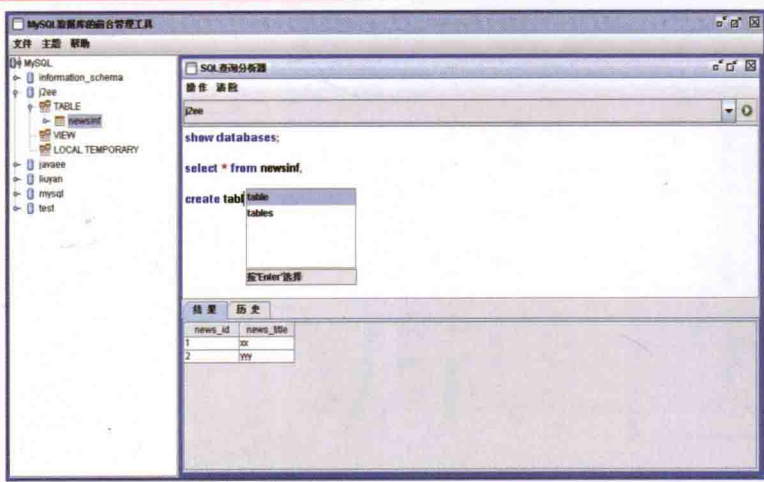 MySQL数据库的前台管理工具
文件 主题 帮助
MySQL
information_schema
j2ee
TABLE
newsinf
VIEW
LOCAL TEMPORARY
javaee
liuyan
mysql
test
SQL查询分析器
操作 清除
j2ee
show databases;
select * from newsinf;
create tabl
table
tables
按'Enter'选择
结果 历史
news_id news_title
1 xx
2 yyy